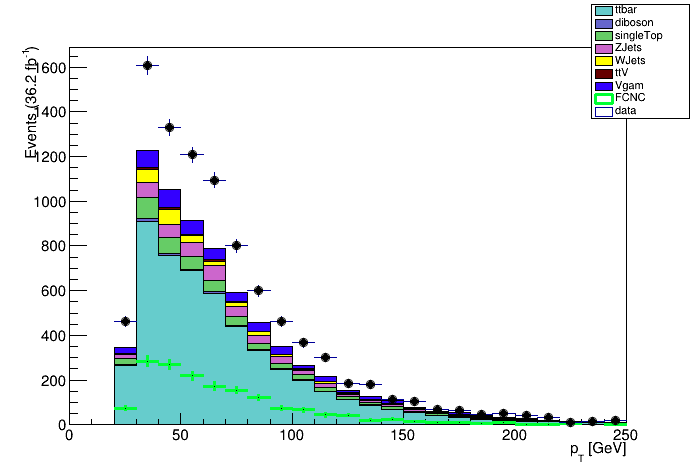 ttbar
diboson
singleTop
ZJets
WJets
ttV
Vgam
FCNC
data
Events (36.2 fb⁻¹)
1600
1400
1200
1000
800
600
400
200
0
0 50 100 150 200 250
p_T [GeV]